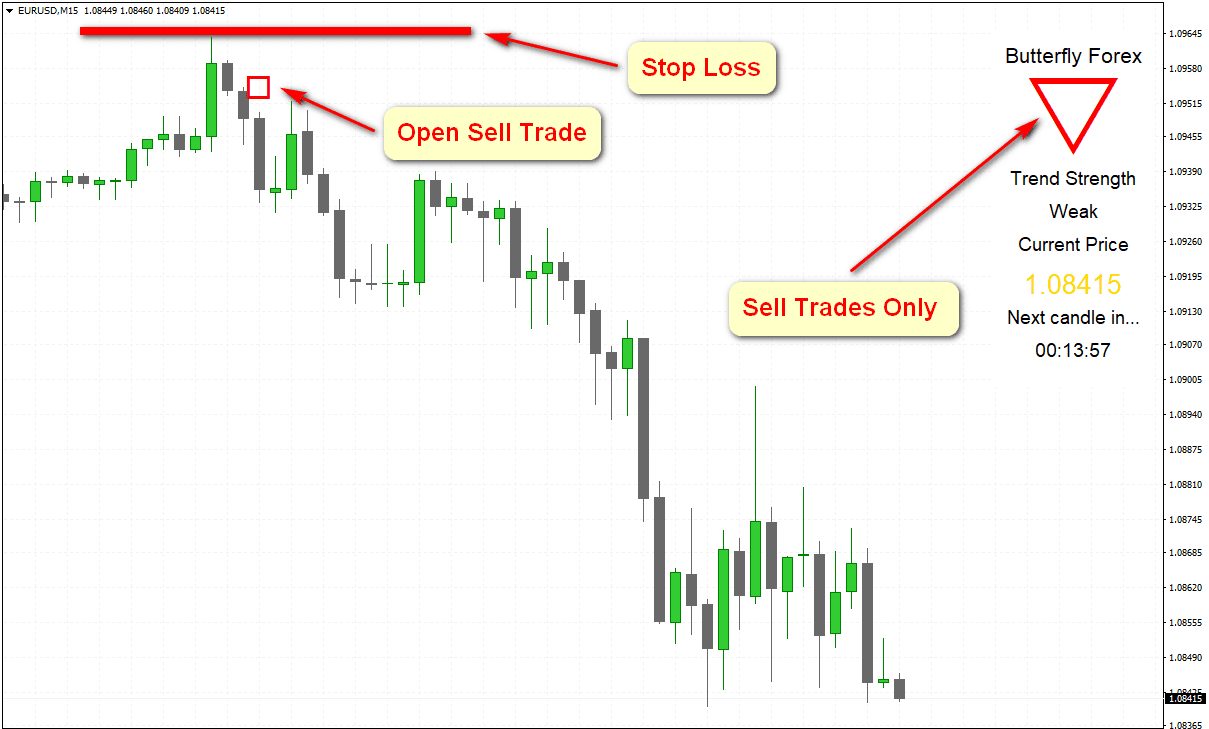 EURUSD,M15 1.08449 1.08460 1.08409 1.08415
Stop Loss
Open Sell Trade
Sell Trades Only
Butterfly Forex
Trend Strength
Weak
Current Price
1.08415
Next candle in...
00:13:57
1.09645
1.09580
1.09515
1.09455
1.09390
1.09325
1.09260
1.09195
1.09130
1.09070
1.09005
1.08940
1.08875
1.08810
1.08745
1.08685
1.08620
1.08555
1.08490
1.08415
1.08365